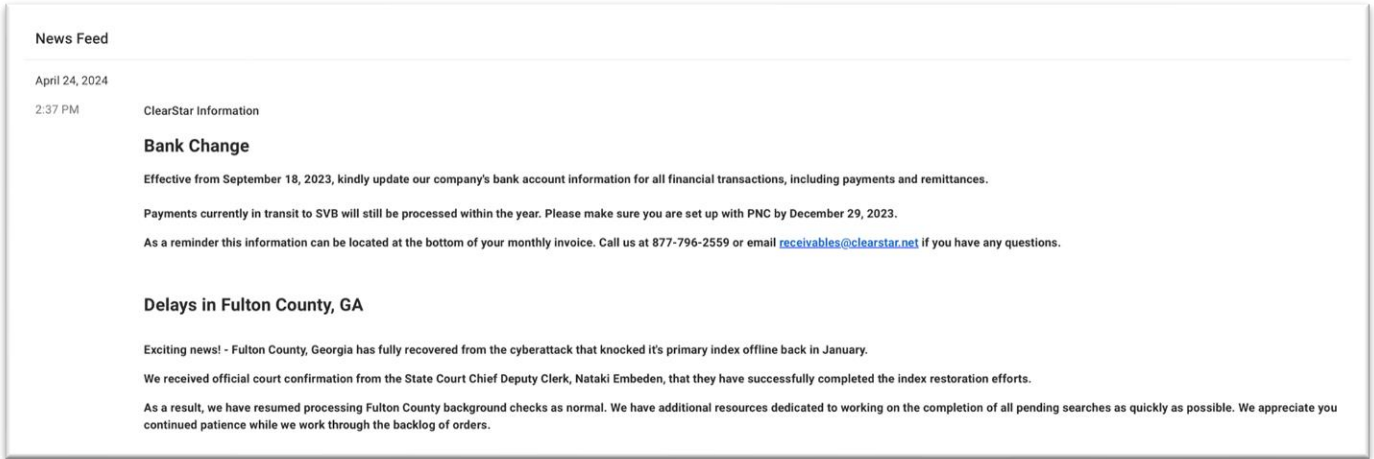 News Feed
April 24, 2024
2:37 PM
ClearStar Information
Bank Change
Effective from September 18, 2023, kindly update our company's bank account information for all financial transactions, including payments and remittances.
Payments currently in transit to SVB will still be processed within the year. Please make sure you are set up with PNC by December 29, 2023.
As a reminder this information can be located at the bottom of your monthly invoice. Call us at 877-796-2559 or email receivables@clearstar.net if you have any questions.
Delays in Fulton County, GA
Exciting news! - Fulton County, Georgia has fully recovered from the cyberattack that knocked it's primary index offline back in January.
We received official court confirmation from the State Court Chief Deputy Clerk, Nataki Embeden, that they have successfully completed the index restoration efforts.
As a result, we have resumed processing Fulton County background checks as normal. We have additional resources dedicated to working on the completion of all pending searches as quickly as possible. We appreciate you
continued patience while we work through the backlog of orders.